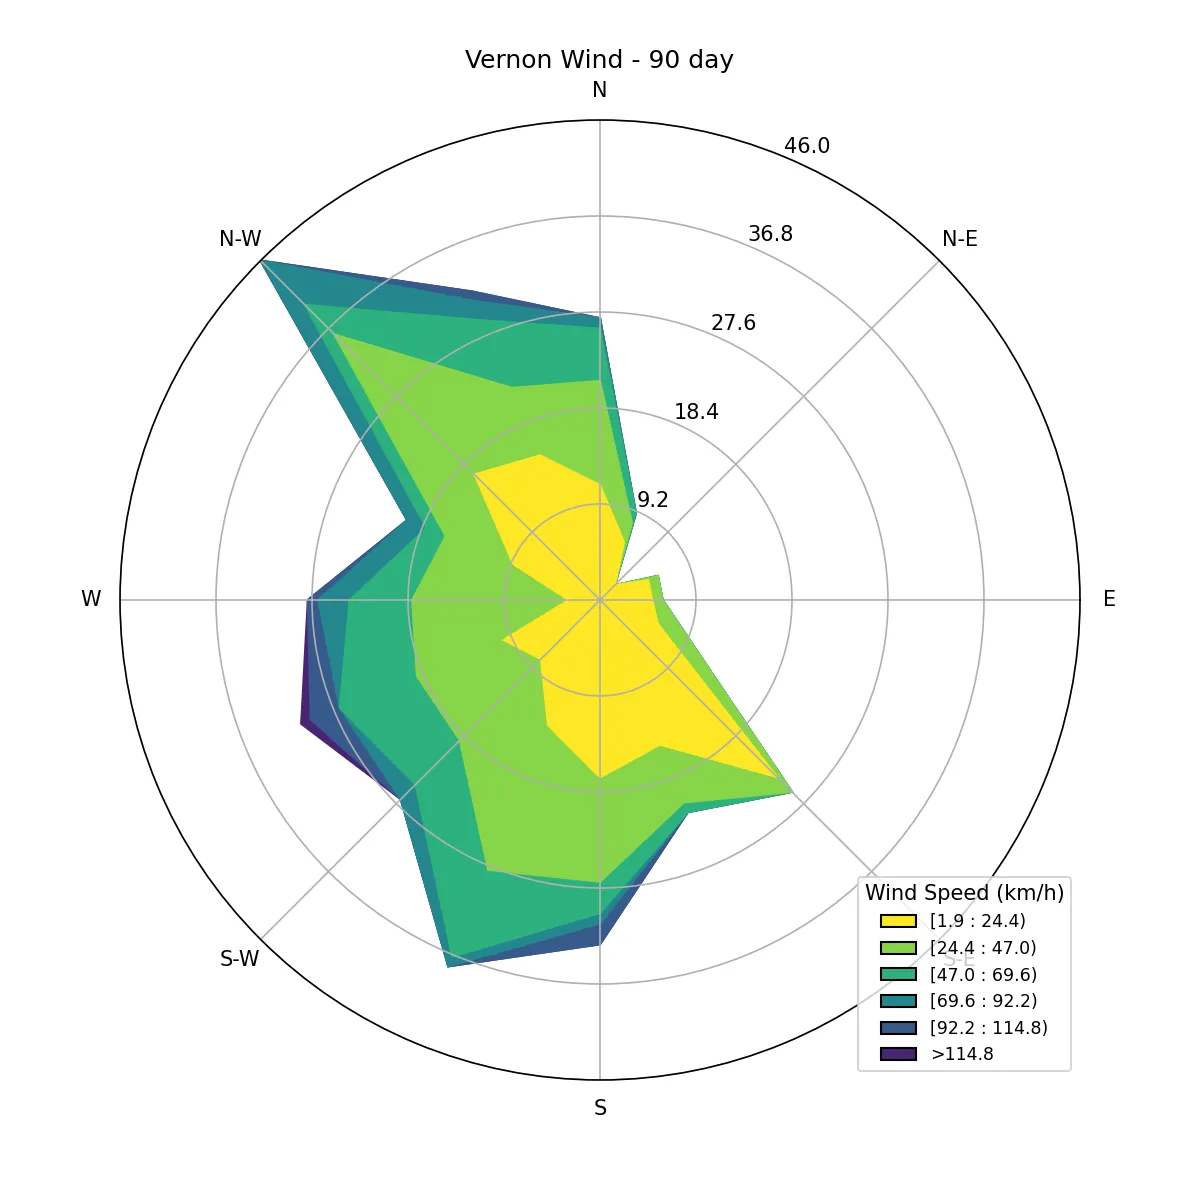 Vernon Wind - 90 day
N
46.0
36.8
N-W
N-E
27.6
18.4
9.2
W
E
Wind Speed (km/h)
[1.9 : 24.4)
[24.4 : 47.0)
S-W
S-E
[47.0 : 69.6)
[69.6 : 92.2)
[92.2 : 114.8)
>114.8
S